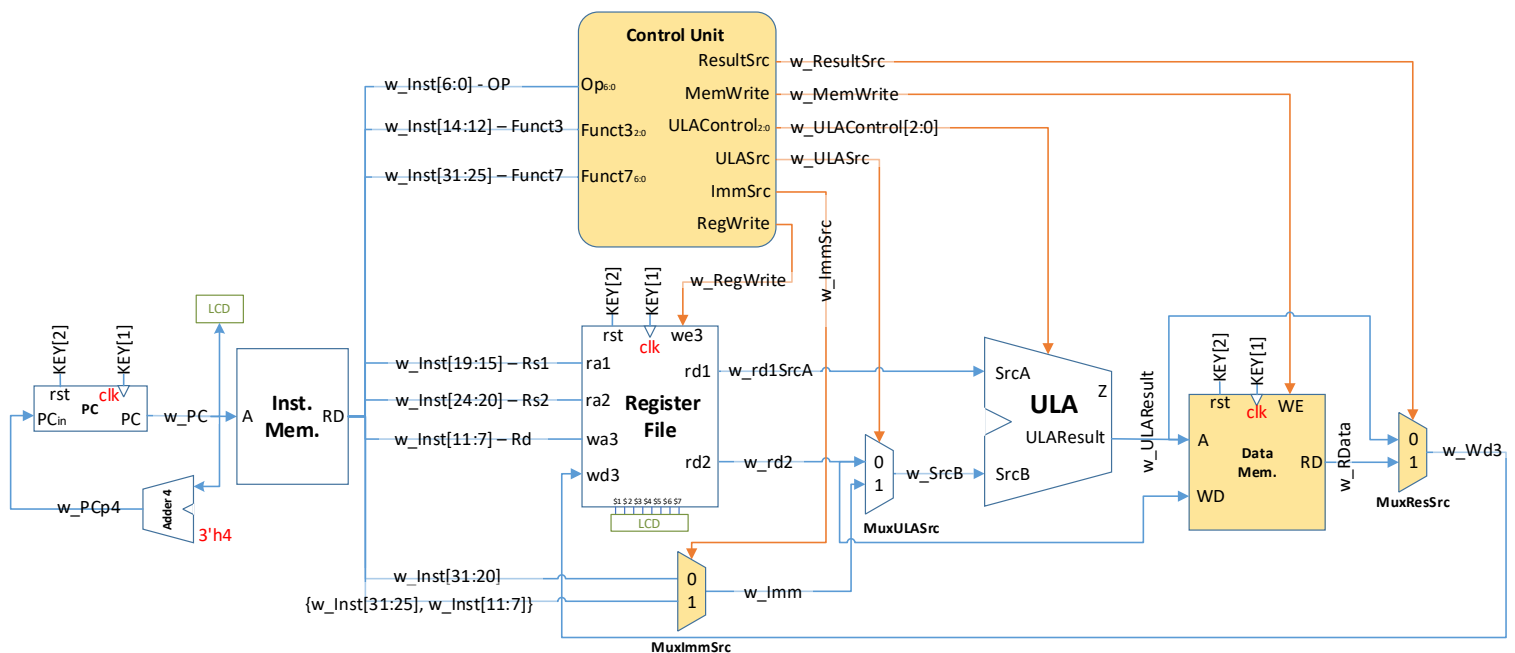 Control Unit
ResultSrc
w_ResultSrc
w_Inst[6:0] - OP
Op6:0
MemWrite
w_MemWrite
w_Inst[14:12] – Funct3
Funct32:0
ULAControl2:0
w_ULAControl[2:0]
ULASrc
w_ULASrc
w_Inst[31:25] – Funct7
Funct76:0
ImmSrc
RegWrite
w_ImmSrc
w_RegWrite
KEY[2]
KEY[1]
LCD
rst
clk
we3
KEY[2]
KEY[1]
rst
clk
PC
PCin
PC
w_PC
A
Inst.
Mem.
RD
w_Inst[19:15] – Rs1
ra1
rd1
w_rd1SrcA
w_Inst[24:20] – Rs2
ra2
Register
File
w_Inst[11:7] – Rd
wa3
rd2
w_rd2
wd3
$1 $2 $3 $4 $5 $6 $7
LCD
0
1
w_SrcB
MuxULASrc
SrcA
ULA
Z
ULAResult
SrcB
w_ULAResult
KEY[2]
KEY[1]
rst
clk
WE
A
Data
Mem.
RD
WD
w_RData
0
1
w_Wd3
MuxResSrc
w_PCp4
Adder 4
3'h4
w_Inst[31:20]
0
{w_Inst[31:25], w_Inst[11:7]}
1
w_Imm
MuxImmSrc